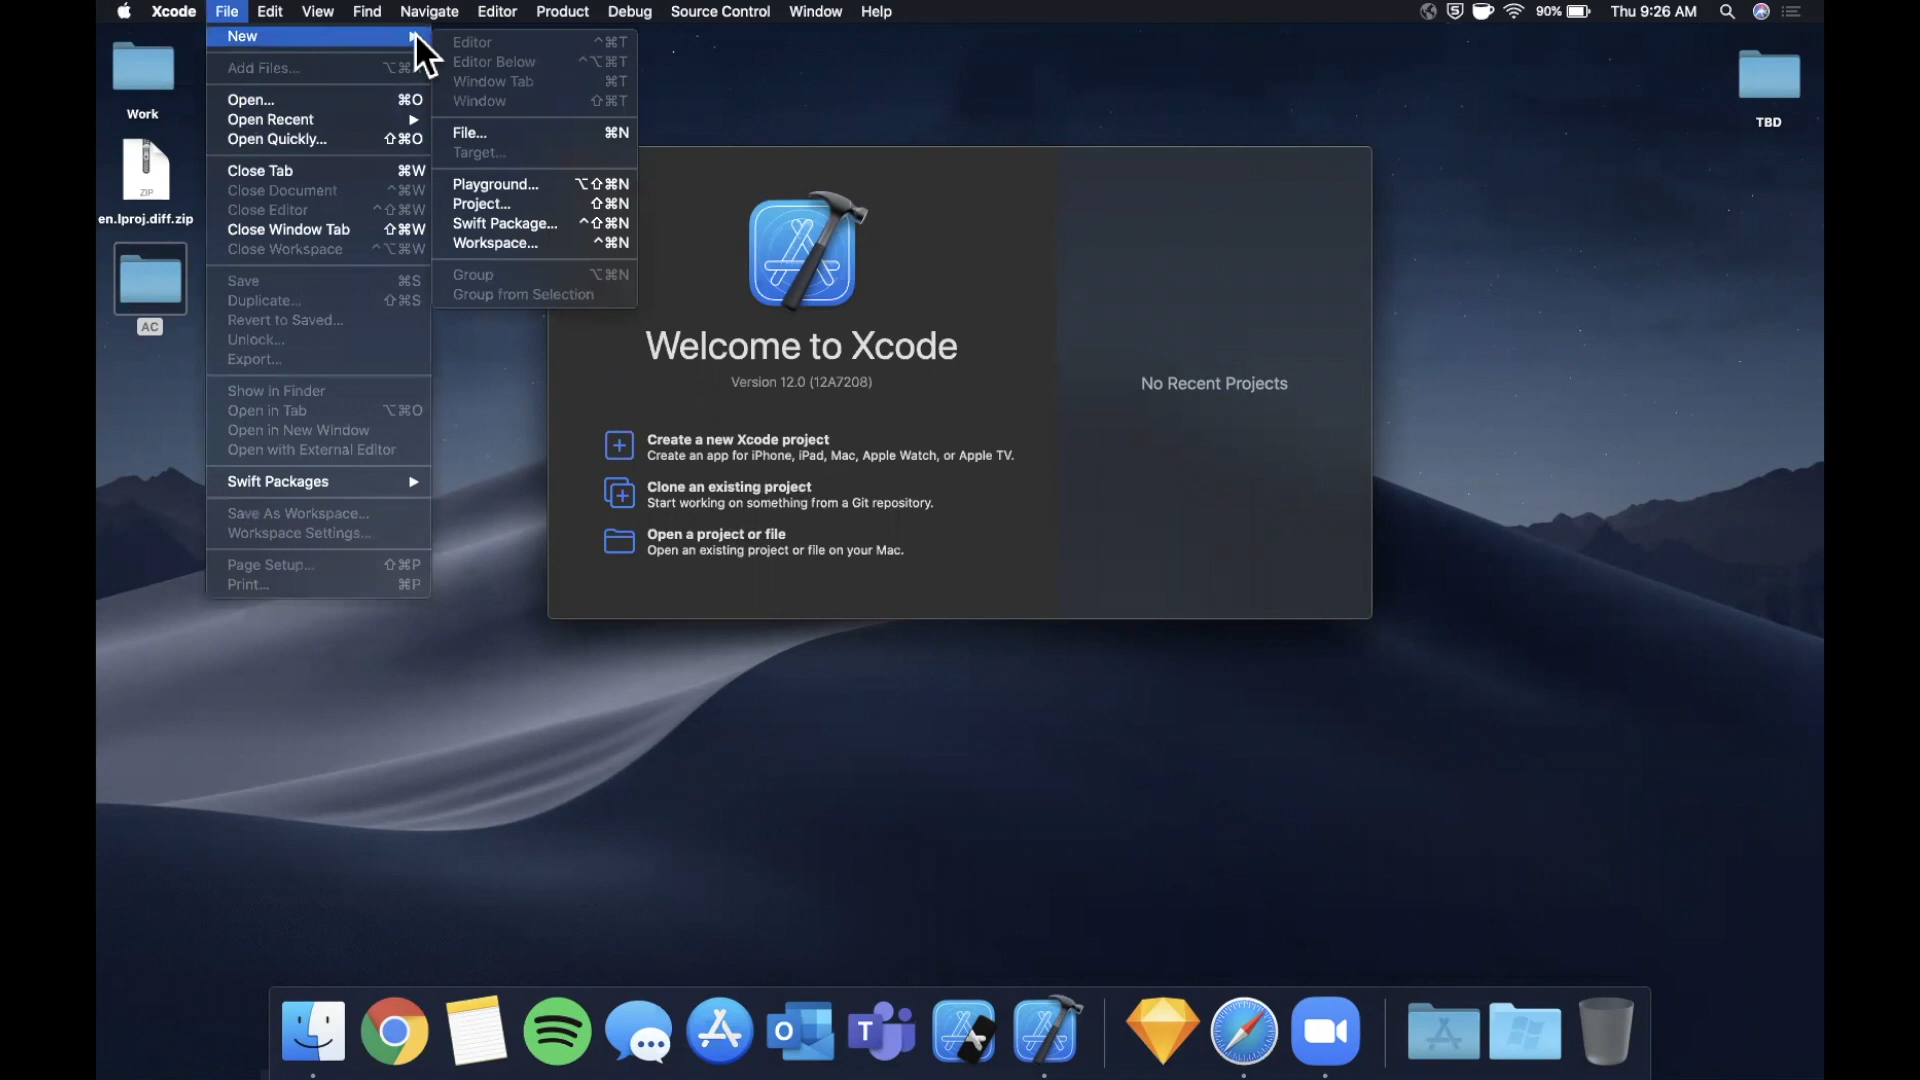 Xcode File Edit View Find Navigate Editor Product Debug Source Control Window Help 90% Thu 9:26 AM
New
Add Files... ⌥⌘
Open... ⌘O
Open Recent
Open Quickly... ⇧⌘O
Close Tab ⌘W
Close Document ^⌘W
Close Editor ^⇧⌘W
Close Window Tab ⇧⌘W
Close Workspace ^⌥⌘W
Save ⌘S
Duplicate... ⇧⌘S
Revert to Saved...
Unlock...
Export...
Show in Finder
Open in Tab ⌥⌘O
Open in New Window
Open with External Editor
Swift Packages
Save As Workspace...
Workspace Settings...
Page Setup... ⇧⌘P
Print... ⌘P
Editor ^⌘T
Editor Below ^⌥⌘T
Window Tab ⌘T
Window ⇧⌘T
File... ⌘N
Target...
Playground... ⌥⇧⌘N
Project... ⇧⌘N
Swift Package... ^⇧⌘N
Workspace... ^⌘N
Group ⌥⌘N
Group from Selection
Work
ZIP
en.lproj.diff.zip
AC
TBD
Welcome to Xcode
Version 12.0 (12A7208)
Create a new Xcode project
Create an app for iPhone, iPad, Mac, Apple Watch, or Apple TV.
Clone an existing project
Start working on something from a Git repository.
Open a project or file
Open an existing project or file on your Mac.
No Recent Projects
O
T